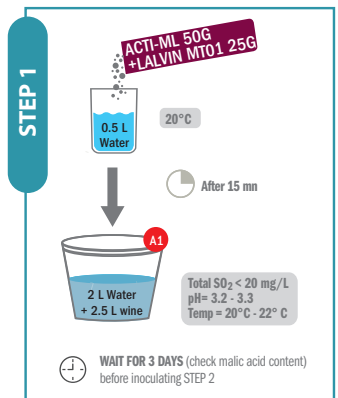 STEP 1
ACTI-ML 50G
+LALVIN MT01 25G
0.5 L
Water
20°C
After 15 mn
A1
2 L Water
+ 2.5 L wine
Total SO₂ < 20 mg/L
pH= 3.2 - 3.3
Temp = 20°C - 22° C
WAIT FOR 3 DAYS (check malic acid content)
before inoculating STEP 2